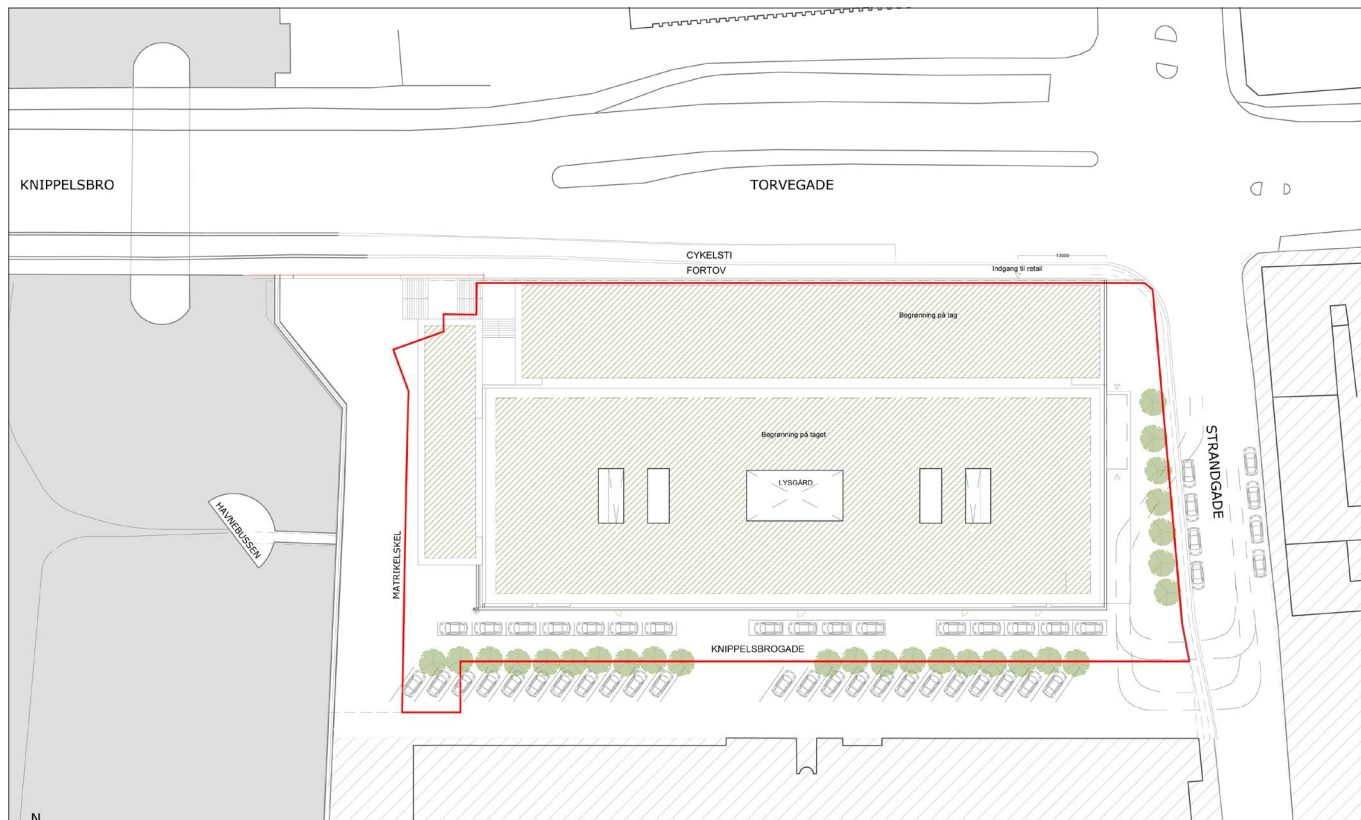 KNIPPELSBRO
TORVEGADE
CYKELSTI
FORTOV
Indgang til retail
13000
Begrønning på tag
Begrønning på taget
LYSGÅRD
STRANDGADE
HAVNEBUSSEN
MATRIKELSKEL
KNIPPELSBROGADE
N